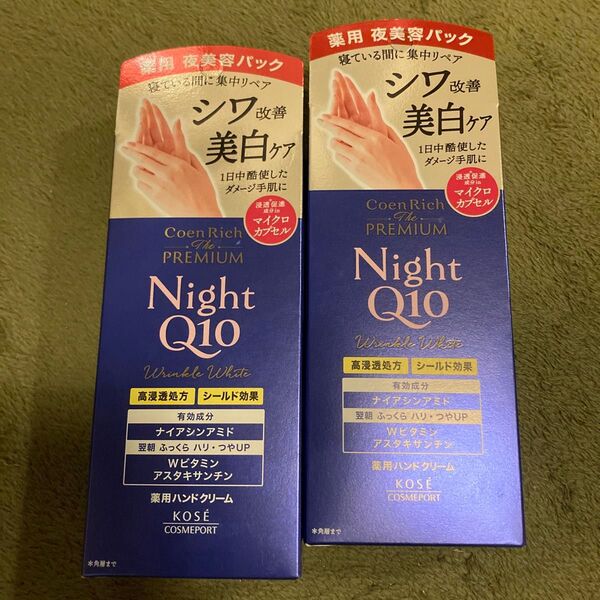 薬用 夜美容パック
寝ている間に集中リペア
シワ改善
美白ケア
1日中酷使した
ダメージ手肌に
浸透促進
成分in
マイクロ
カプセル
CoenRich
The
PREMIUM
Night
Q10
Wrinkle White
高浸透処方 シールド効果
有効成分
ナイアシンアミド
翌朝 ふっくら ハリ・つやUP
Wビタミン
アスタキサンチン
薬用ハンドクリーム
KOSÉ
COSMEPORT
*角層まで
薬用 夜美容パック
寝ている間に集中リペア
シワ改善
美白ケア
1日中酷使した
ダメージ手肌に
浸透促進
成分in
マイクロ
カプセル
CoenRich
The
PREMIUM
Night
Q10
Wrinkle White
高浸透処方 シールド効果
有効成分
ナイアシンアミド
翌朝 ふっくら ハリ・つやUP
Wビタミン
アスタキサンチン
薬用ハンドクリーム
KOSÉ
COSMEPORT
*角層まで